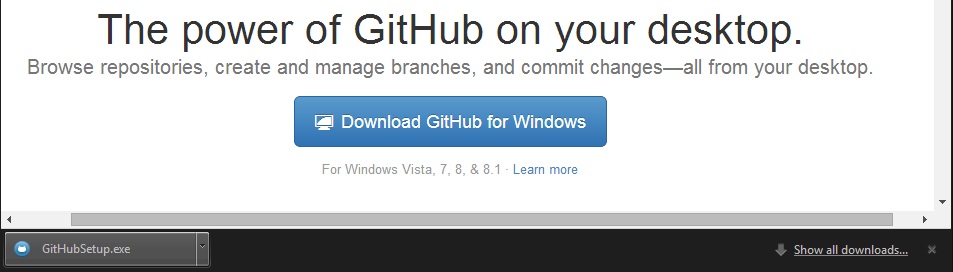 The power of GitHub on your desktop.
Browse repositories, create and manage branches, and commit changes—all from your desktop.
Download GitHub for Windows
For Windows Vista, 7, 8, & 8.1 · Learn more
GitHubSetup.exe
Show all downloads...